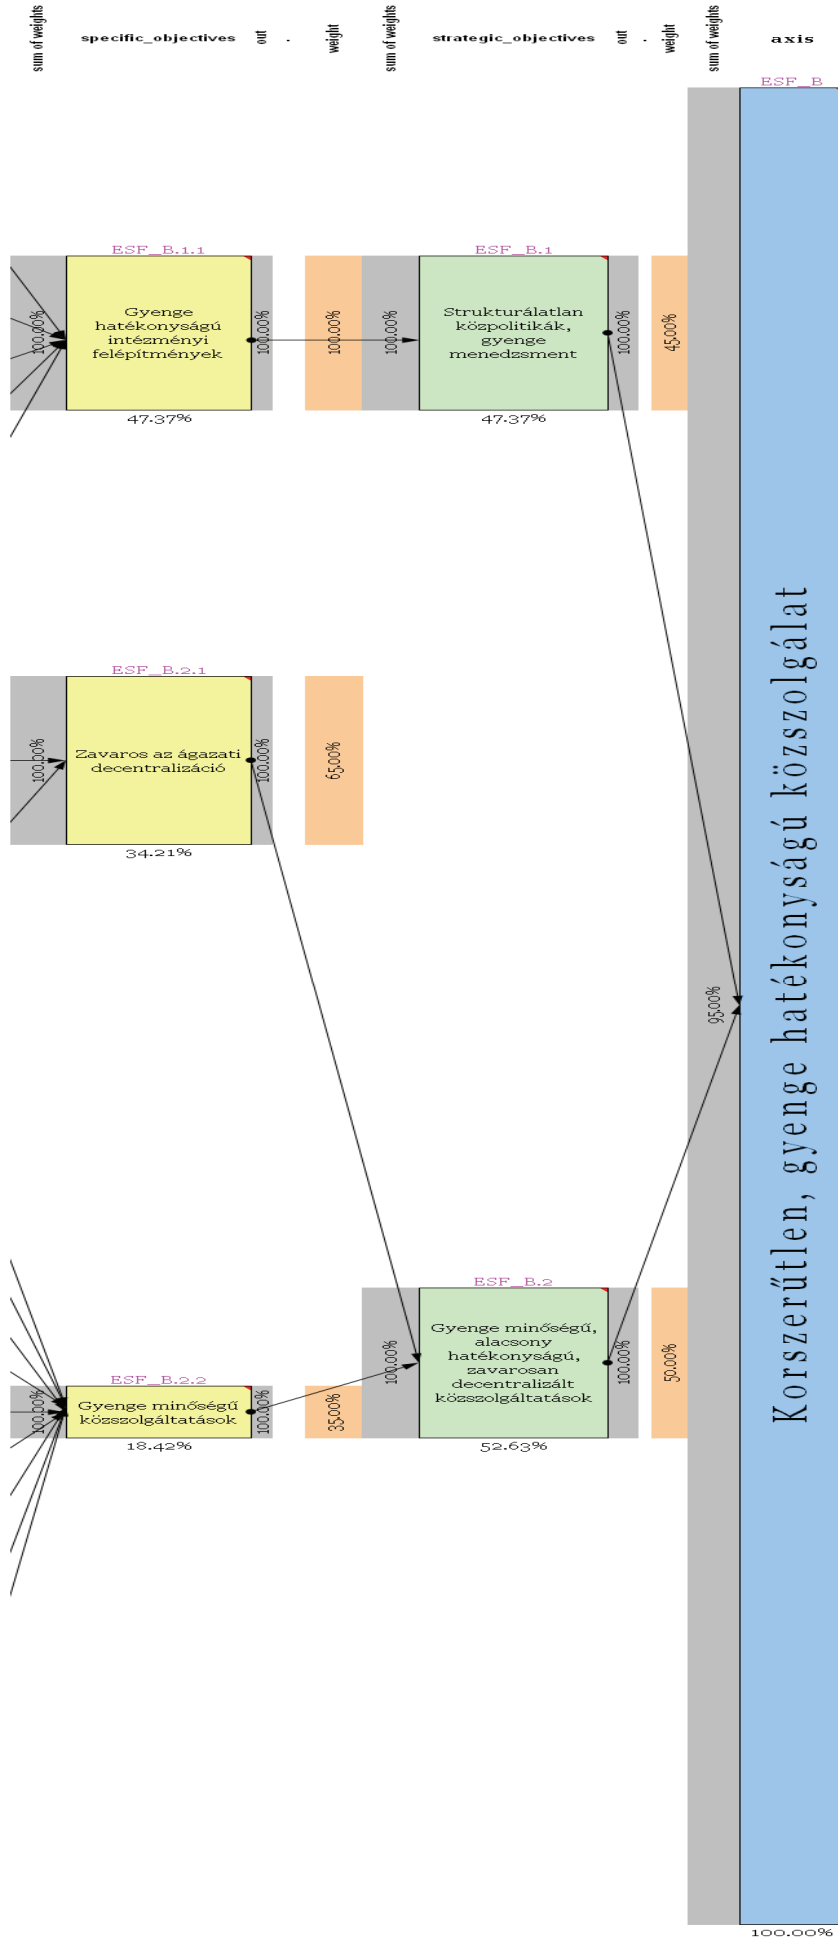 sum of weights
specific_objectives
out
.
weight
sum of weights
strategic_objectives
out
.
weight
sum of weights
axis
ESF_B
ESF_B.1.1
100.00%
Gyenge
hatékonyságú
intézményi
felépítmények
100.00%
47.37%
100.00%
100.00%
ESF_B.1
Strukturálatlan
közpolitikák,
gyenge
menedzsment
100.00%
47.37%
45.00%
ESF_B.2.1
100.00%
Zavaros az ágazati
decentralizáció
100.00%
34.21%
65.00%
95.00%
Korszerűtlen, gyenge hatékonyságú közszolgálat
ESF_B.2.2
100.00%
Gyenge minőségű
közszolgáltatások
100.00%
18.42%
35.00%
100.00%
ESF_B.2
Gyenge minőségű,
alacsony
hatékonyságú,
zavarosan
decentralizált
közszolgáltatások
100.00%
52.63%
50.00%
100.00%